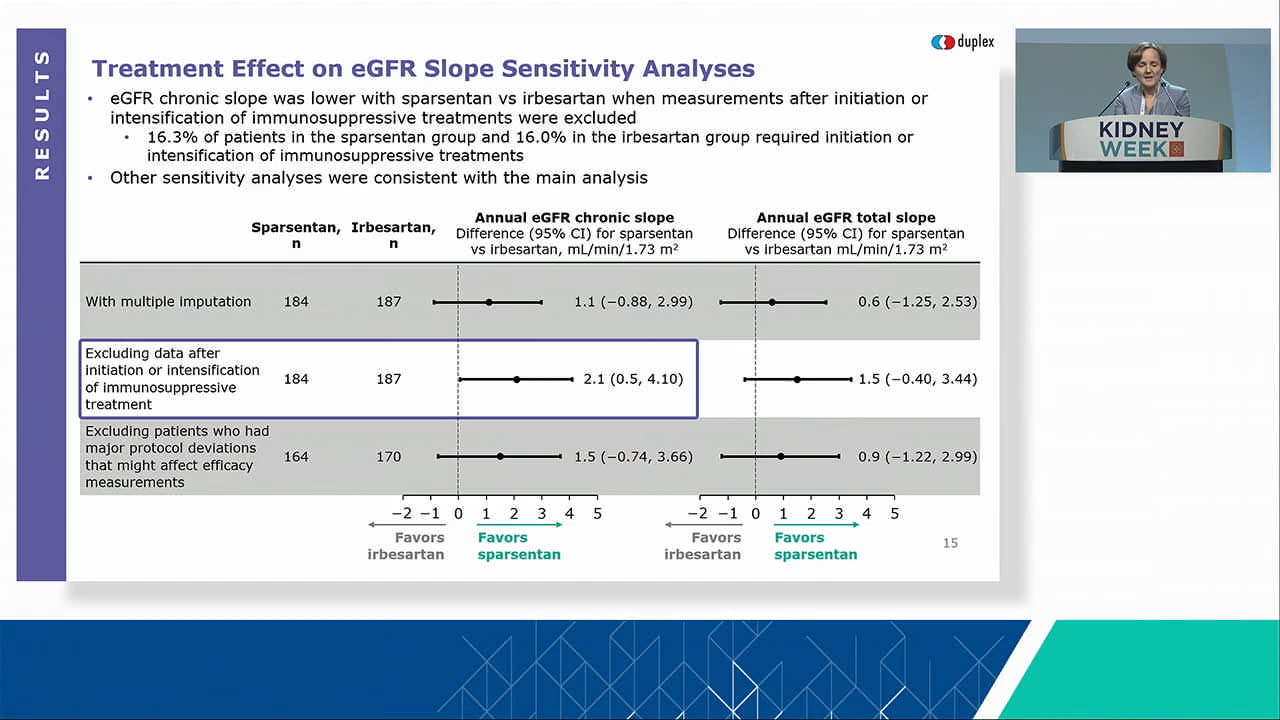 RESULTS
duplex
Treatment Effect on eGFR Slope Sensitivity Analyses
• eGFR chronic slope was lower with sparsentan vs irbesartan when measurements after initiation or
intensification of immunosuppressive treatments were excluded
• 16.3% of patients in the sparsentan group and 16.0% in the irbesartan group required initiation or
intensification of immunosuppressive treatments
• Other sensitivity analyses were consistent with the main analysis
Sparsentan,
n
Irbesartan,
n
Annual eGFR chronic slope
Difference (95% CI) for sparsentan
vs irbesartan, mL/min/1.73 m²
Annual eGFR total slope
Difference (95% CI) for sparsentan
vs irbesartan mL/min/1.73 m²
With multiple imputation 184 187 1.1 (−0.88, 2.99) 0.6 (−1.25, 2.53)
Excluding data after
initiation or intensification
of immunosuppressive
treatment
184 187 2.1 (0.5, 4.10) 1.5 (−0.40, 3.44)
Excluding patients who had
major protocol deviations
that might affect efficacy
measurements
164 170 1.5 (−0.74, 3.66) 0.9 (−1.22, 2.99)
−2 −1 0 1 2 3 4 5
−2 −1 0 1 2 3 4 5
Favors
irbesartan
Favors
sparsentan
Favors
irbesartan
Favors
sparsentan
15
KIDNEY
WEEK